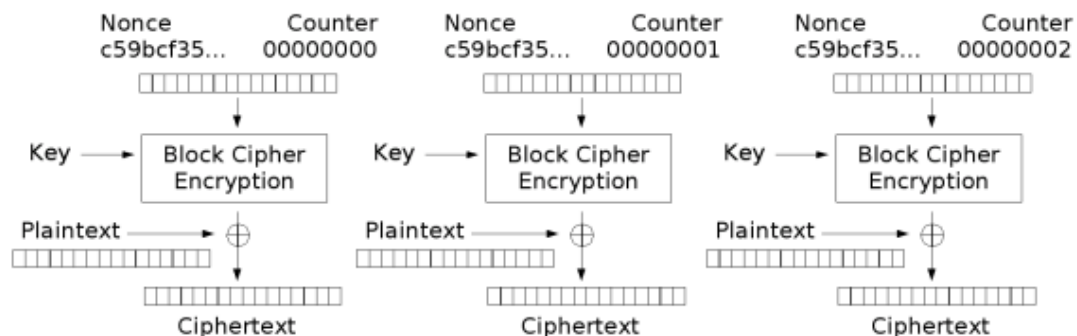 Nonce Counter Nonce Counter Nonce Counter
c59bcf35... 00000000 c59bcf35... 00000001 c59bcf35... 00000002
Key Block Cipher Key Block Cipher Key Block Cipher
Encryption Encryption Encryption
Plaintext Plaintext Plaintext
Ciphertext Ciphertext Ciphertext